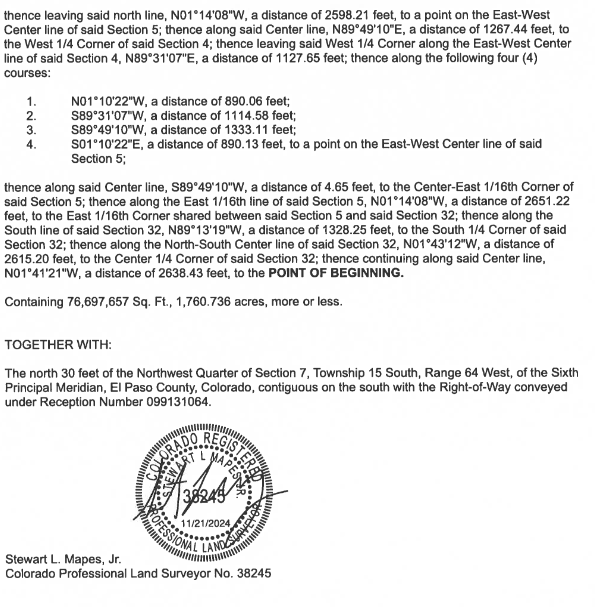 thence leaving said north line, N01°14'08"W, a distance of 2598.21 feet, to a point on the East-West
Center line of said Section 5; thence along said Center line, N89°49'10"E, a distance of 1267.44 feet, to
the West 1/4 Corner of Section 4; thence leaving said West 1/4 Corner along the East-West Center
line of said Section 4, N89°31'07"E, a distance of 1127.65 feet; thence along the following four (4)
courses:
1. N01°10'22"W, a distance of 890.06 feet;
2. S89°31'07"W, a distance of 1114.58 feet;
3. S89°49'10"W, a distance of 1333.11 feet;
4. S01°10'22"E, a distance of 890.13 feet, to a point on the East-West Center line of said
Section 5;
thence along said Center line, S89°49'10"W, a distance of 4.65 feet, to the Center-East 1/16th Corner of
said Section 5; thence along the East 1/16th line of said Section 5, N01°14'08"W, a distance of 2651.22
feet, to the East 1/16th Corner shared between said Section 5 and said Section 32; thence along the
South line of said Section 32, N89°13'19"W, a distance of 1328.25 feet, to the South 1/4 Corner of said
Section 32; thence along the North-South Center line of said Section 32, N01°43'12"W, a distance of
2615.20 feet, to the Center 1/4 Corner of said Section 32; thence continuing along said Center line,
N01°41'21"W, a distance of 2638.43 feet, to the POINT OF BEGINNING.
Containing 76,697,657 Sq. Ft., 1,760.736 acres, more or less.
TOGETHER WITH:
The north 30 feet of the Northwest Quarter of Section 7, Township 15 South, Range 64 West, of the Sixth
Principal Meridian, El Paso County, Colorado, contiguous on the south with the Right-of-Way conveyed
under Reception Number 099131064.
COLORADO REGISTERED
STEWART L MAPES JR.
38245
11/21/2024
PROFESSIONAL LAND SURVEYOR
Stewart L. Mapes, Jr.
Colorado Professional Land Surveyor No. 38245